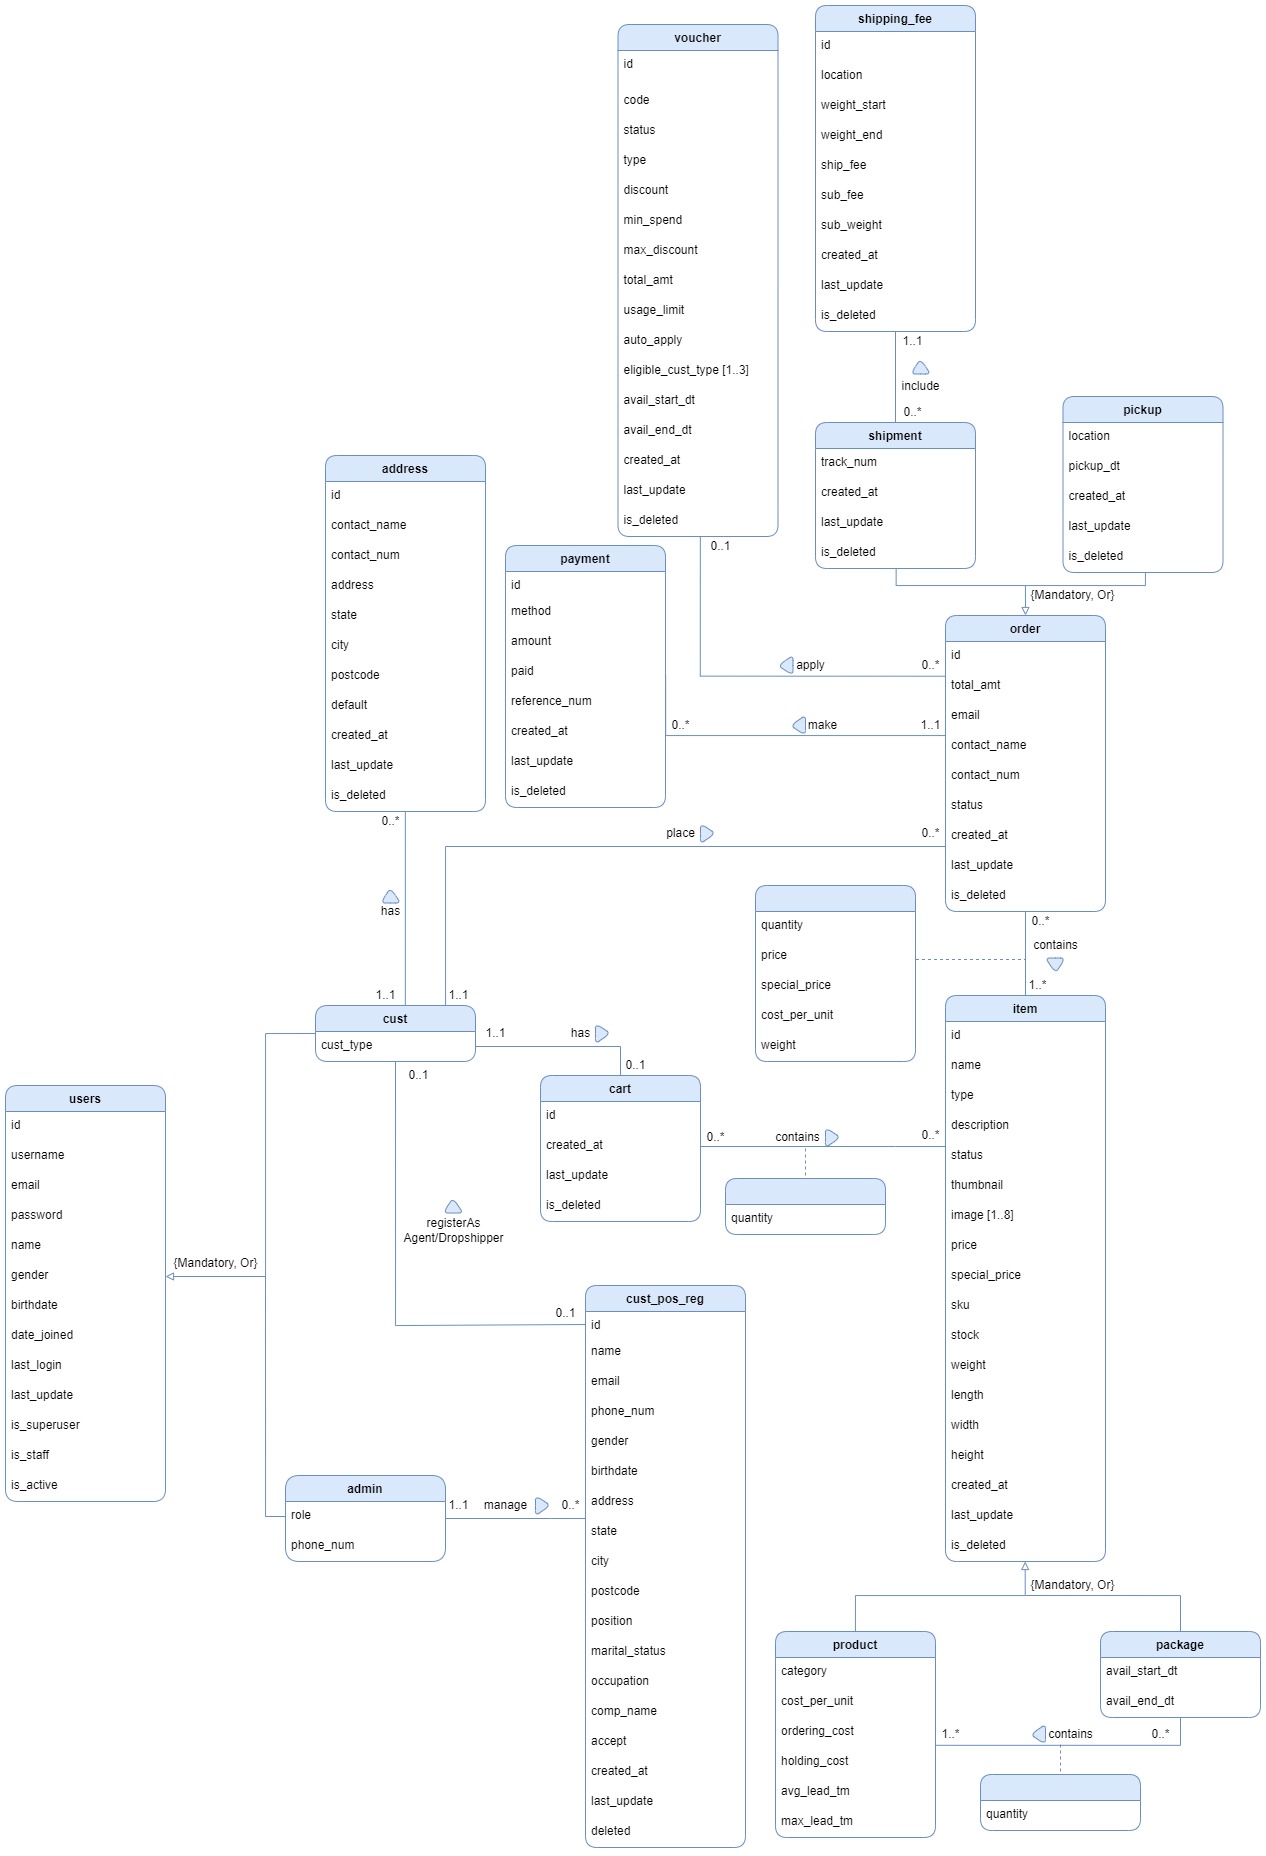 shipping_fee
id
location
weight_start
weight_end
ship_fee
sub_fee
sub_weight
created_at
last_update
is_deleted
voucher
id
code
status
type
discount
min_spend
max_discount
total_amt
usage_limit
auto_apply
eligible_cust_type [1..3]
avail_start_dt
avail_end_dt
created_at
last_update
is_deleted
1..1
include
0..*
shipment
track_num
created_at
last_update
is_deleted
pickup
location
pickup_dt
created_at
last_update
is_deleted
{Mandatory, Or}
address
id
contact_name
contact_num
address
state
city
postcode
default
created_at
last_update
is_deleted
payment
id
method
amount
paid
reference_num
created_at
last_update
is_deleted
0..1
apply
0..*
0..*
make
1..1
place
0..*
order
id
total_amt
email
contact_name
contact_num
status
created_at
last_update
is_deleted
0..*
has
1..1
1..1
quantity
price
special_price
cost_per_unit
weight
0..*
contains
1..*
cust
cust_type
1..1
has
0..1
0..1
cart
id
created_at
last_update
is_deleted
0..*
contains
0..*
quantity
item
id
name
type
description
status
thumbnail
image [1..8]
price
special_price
sku
stock
weight
length
width
height
created_at
last_update
is_deleted
users
id
username
email
password
name
gender
birthdate
date_joined
last_login
last_update
is_superuser
is_staff
is_active
{Mandatory, Or}
registerAs
Agent/Dropshipper
0..1
cust_pos_reg
id
name
email
phone_num
gender
birthdate
address
state
city
postcode
position
marital_status
occupation
comp_name
accept
created_at
last_update
deleted
admin
role
phone_num
1..1
manage
0..*
{Mandatory, Or}
product
category
cost_per_unit
ordering_cost
holding_cost
avg_lead_tm
max_lead_tm
package
avail_start_dt
avail_end_dt
1..*
contains
0..*
quantity